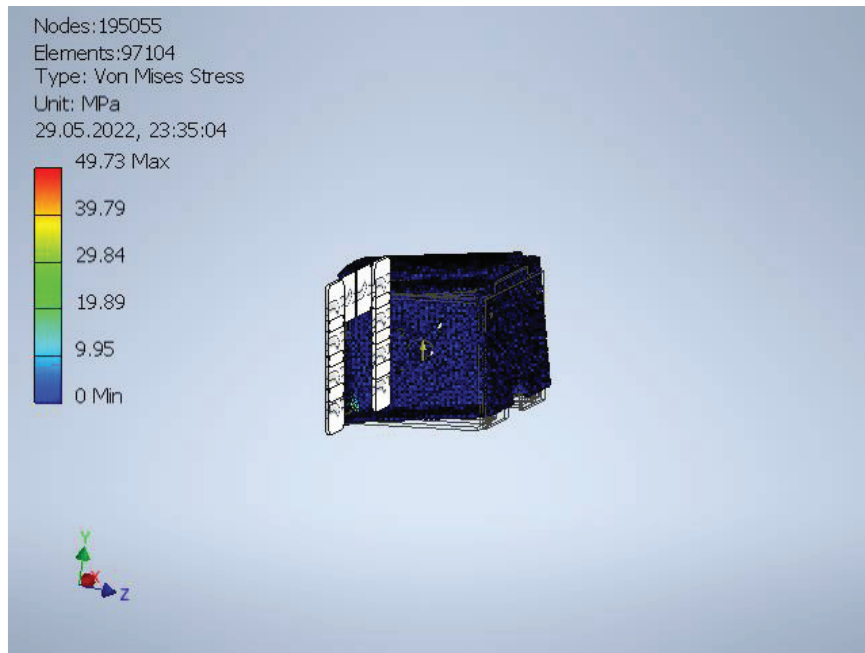 Nodes:195055
Elements:97104
Type: Von Mises Stress
Unit: MPa
29.05.2022, 23:35:04
49.73 Max
39.79
29.84
19.89
9.95
0 Min
Y
X
Z